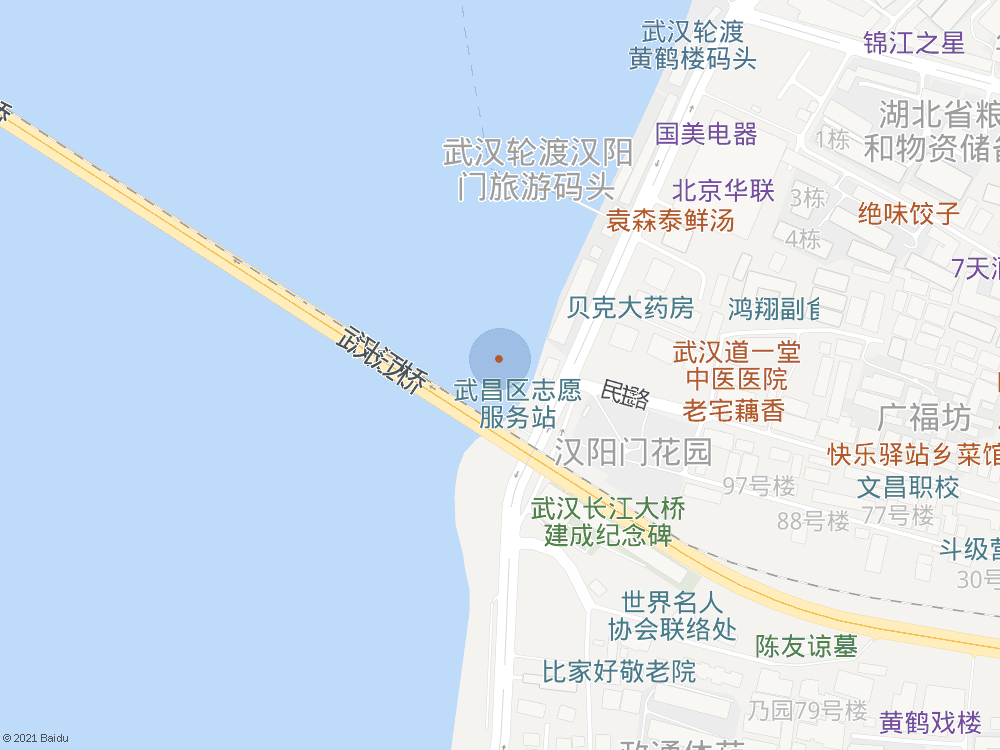 武汉轮渡
黄鹤楼码头
锦江之星
湖北省粮
和物资储备
国美电器
1栋
武汉轮渡汉阳
门旅游码头
北京华联
3栋
绝味饺子
袁森泰鲜汤
4栋
7天酒
贝克大药房
鸿翔副食
武汉长江大桥
武汉道一堂
中医医院
武昌区志愿
服务站
民主路
老宅藕香
广福坊
汉阳门花园
快乐驿站乡菜馆
97号楼
文昌职校
武汉长江大桥
建成纪念碑
88号楼
77号楼
斗级营
30号
世界名人
协会联络处
陈友谅墓
比家好敬老院
乃园79号楼
黄鹤戏楼
© 2021 Baidu